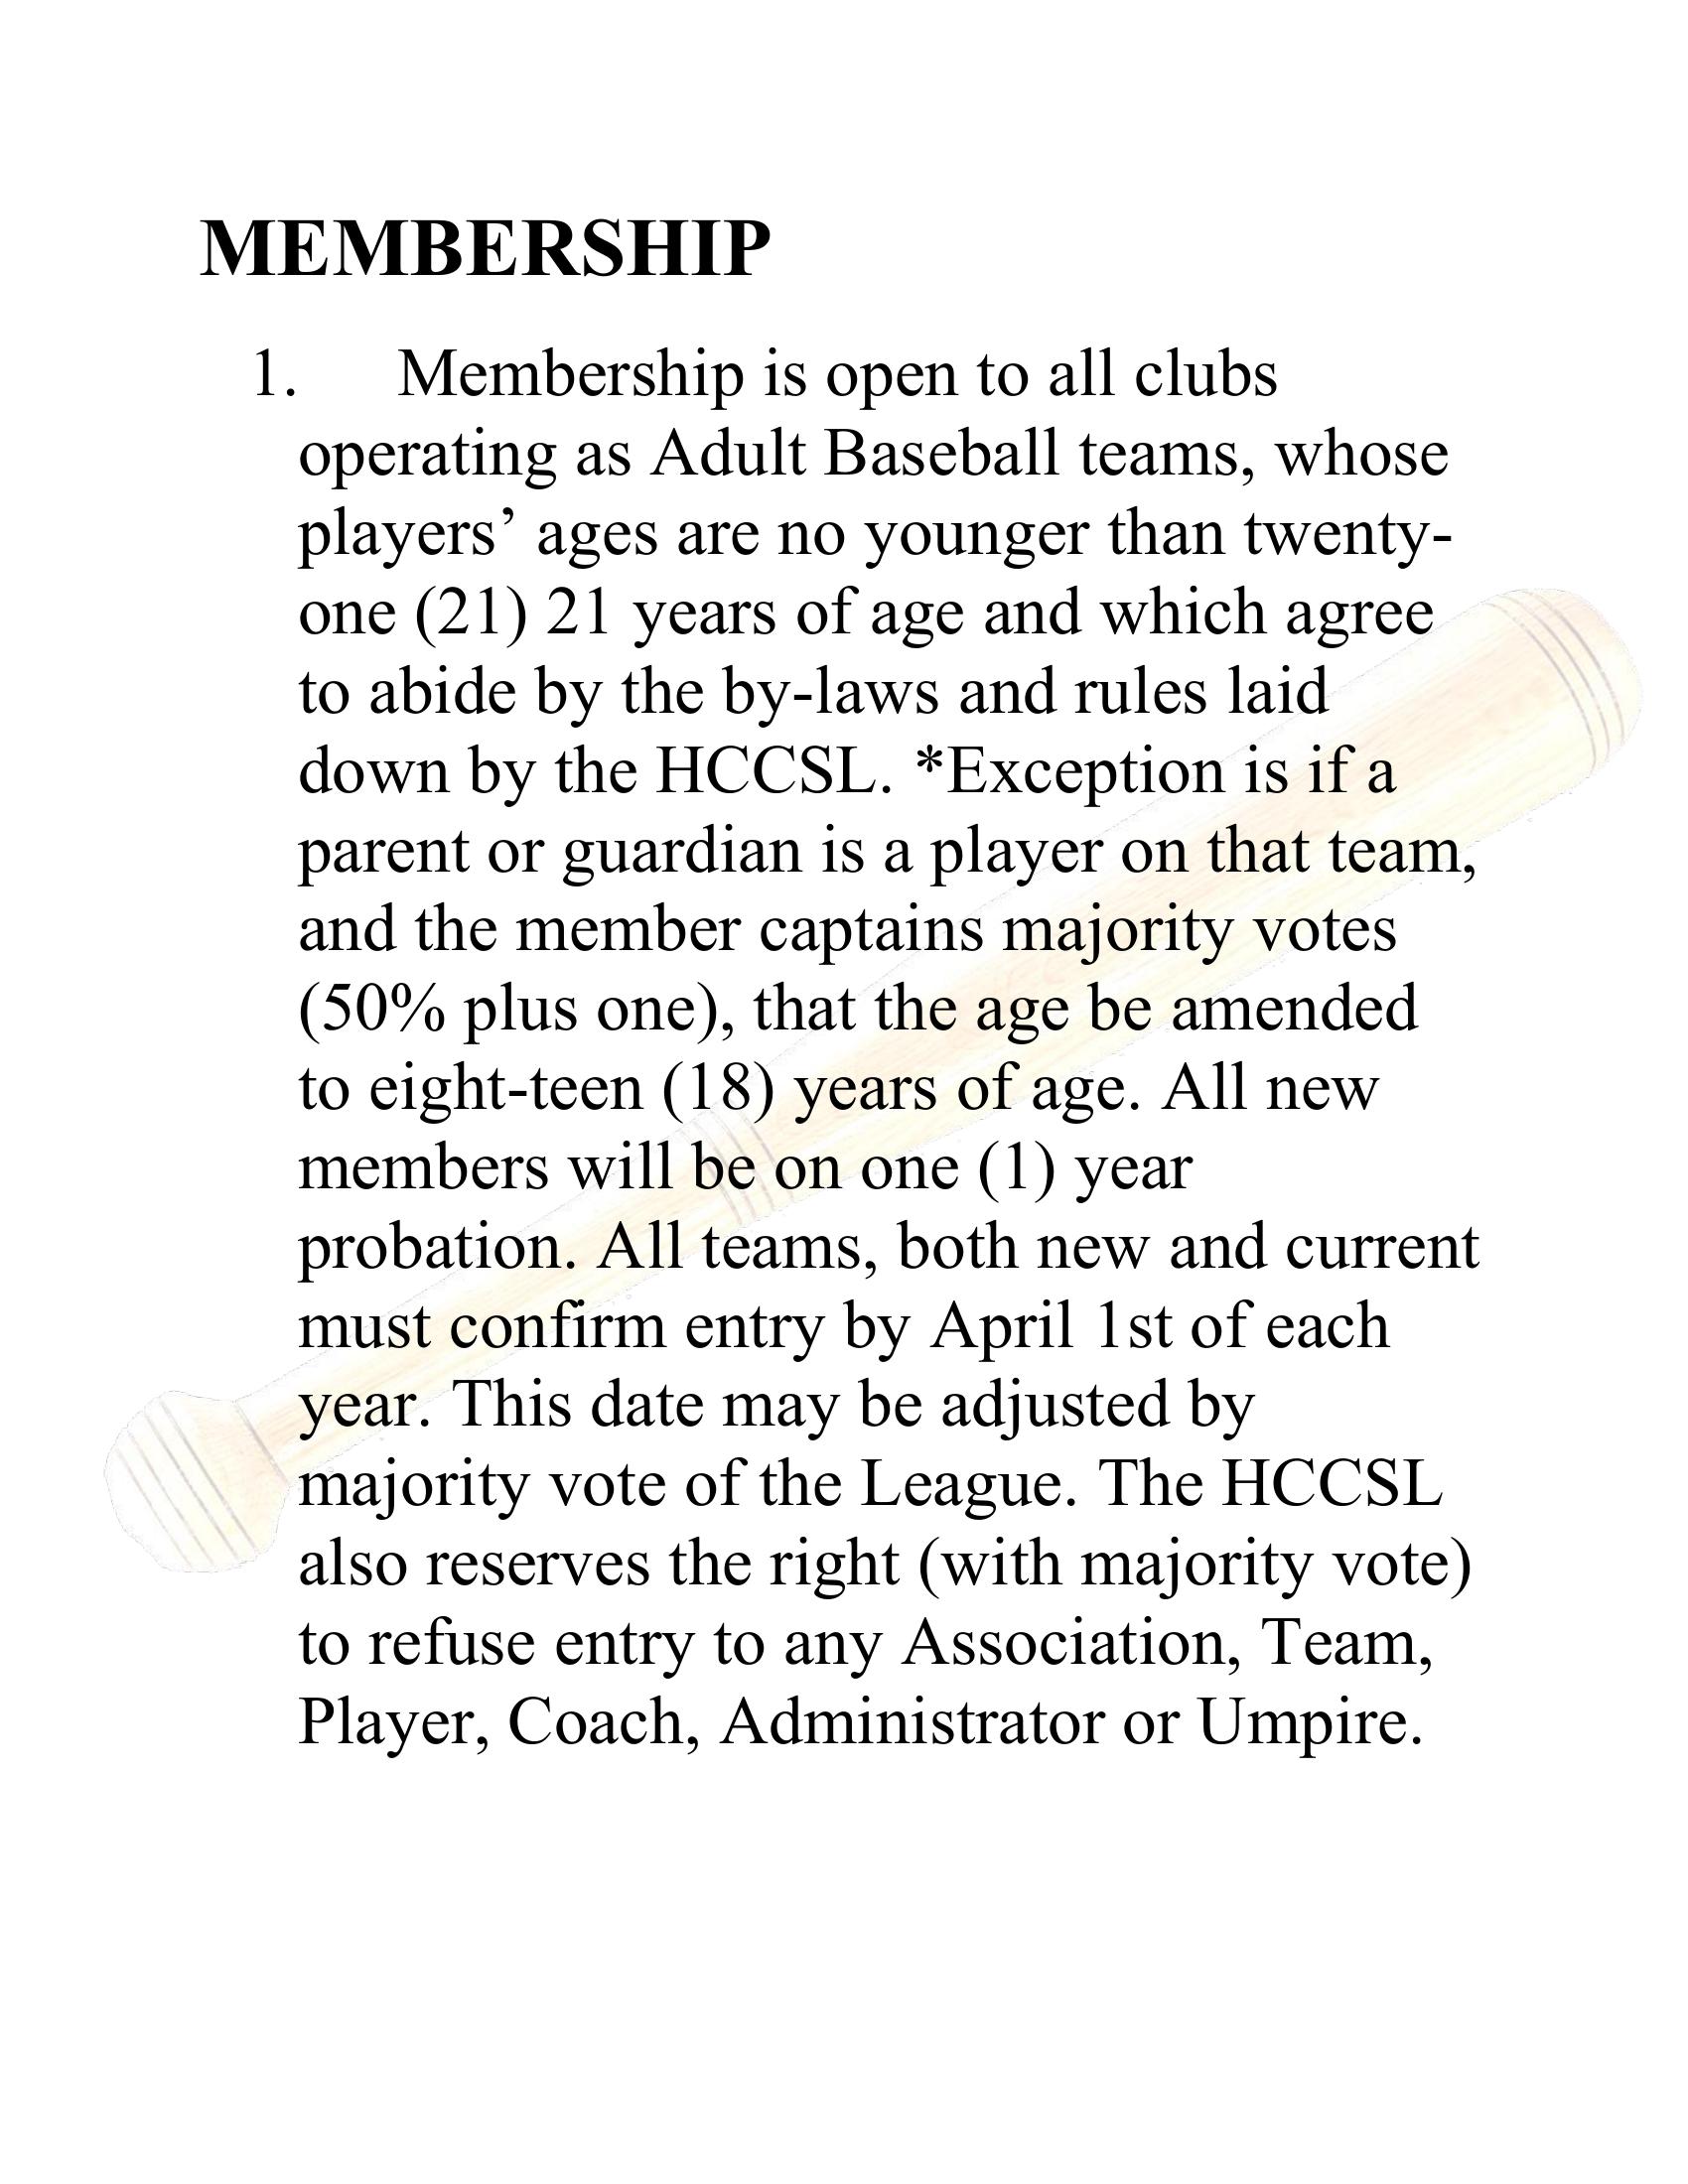 MEMBERSHIP
1. Membership is open to all clubs
operating as Adult Baseball teams, whose
players’ ages are no younger than twenty-
one (21) 21 years of age and which agree
to abide by the by-laws and rules laid
down by the HCCSL. *Exception is if a
parent or guardian is a player on that team,
and the member captains majority votes
(50% plus one), that the age be amended
to eight-teen (18) years of age. All new
members will be on one (1) year
probation. All teams, both new and current
must confirm entry by April 1st of each
year. This date may be adjusted by
majority vote of the League. The HCCSL
also reserves the right (with majority vote)
to refuse entry to any Association, Team,
Player, Coach, Administrator or Umpire.